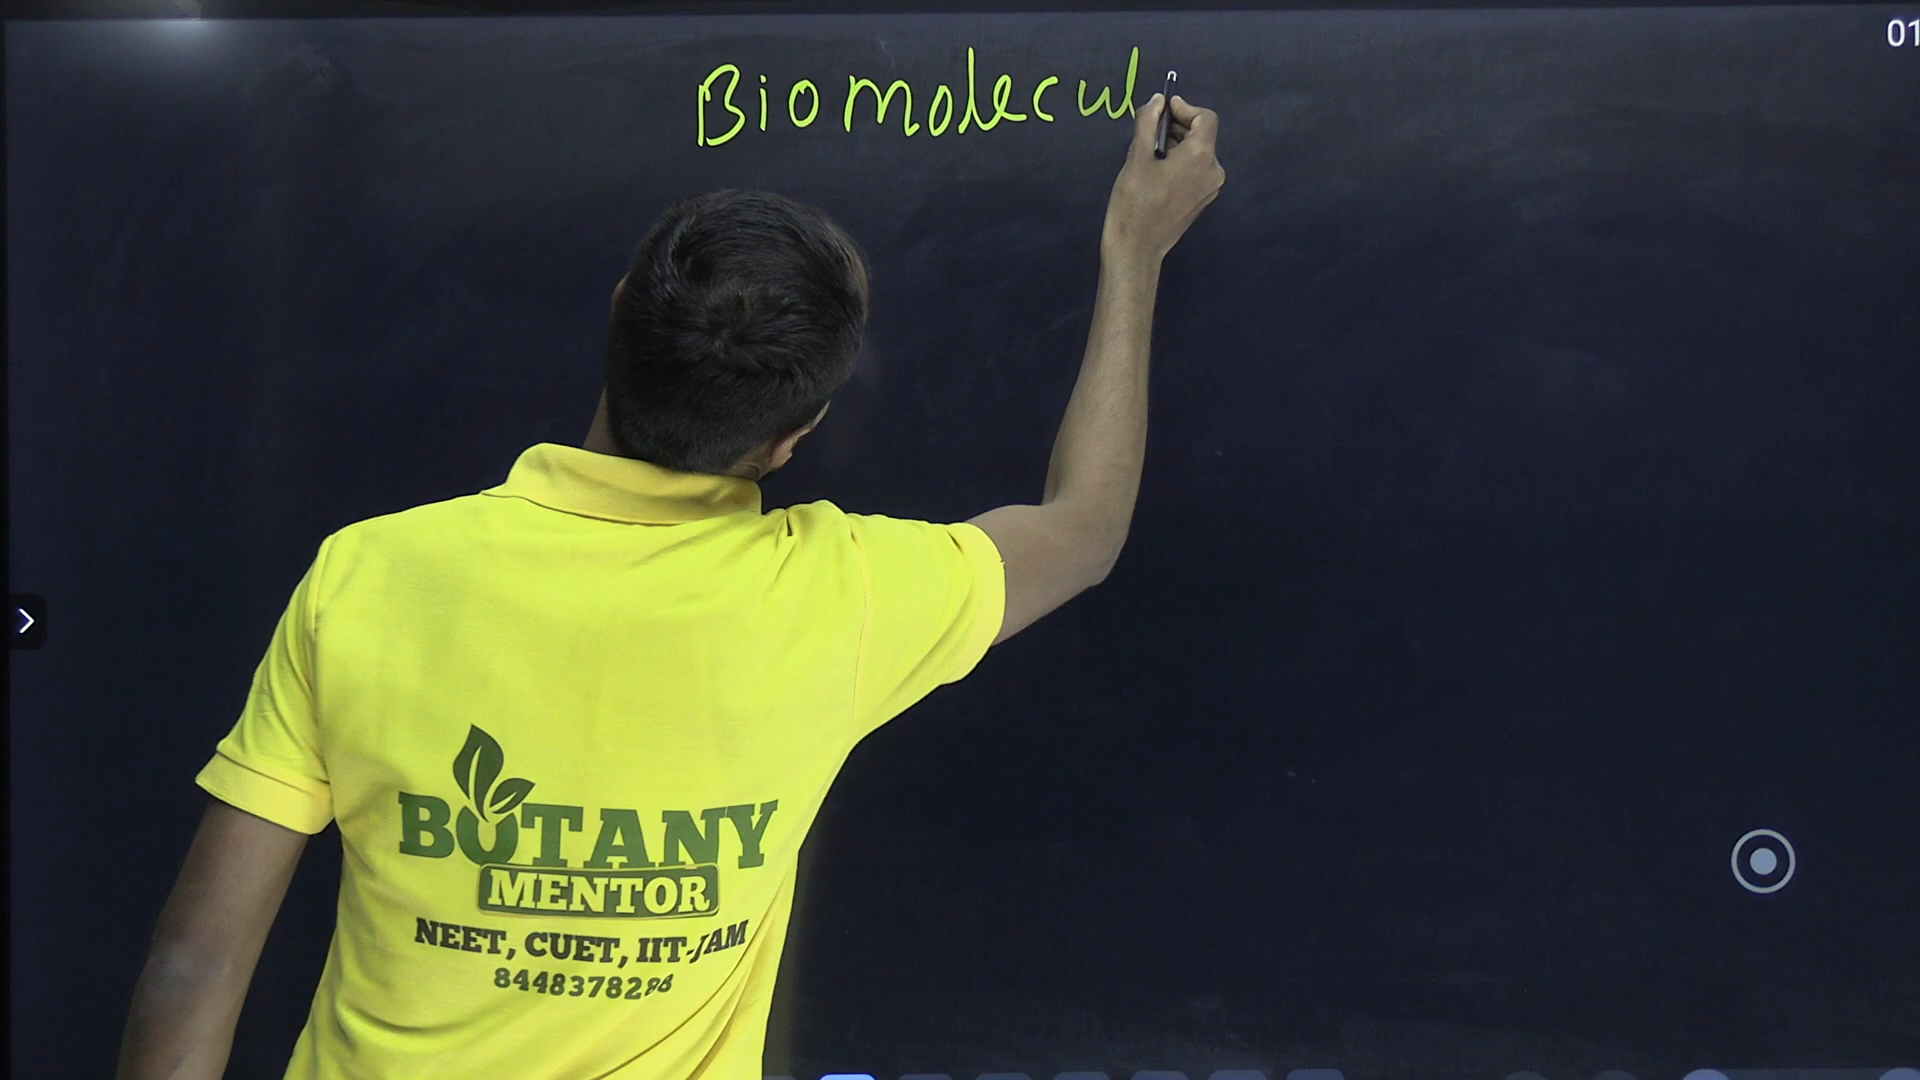 01
Biomolecul
BOTANY
MENTOR
NEET, CUET, IIT-JAM